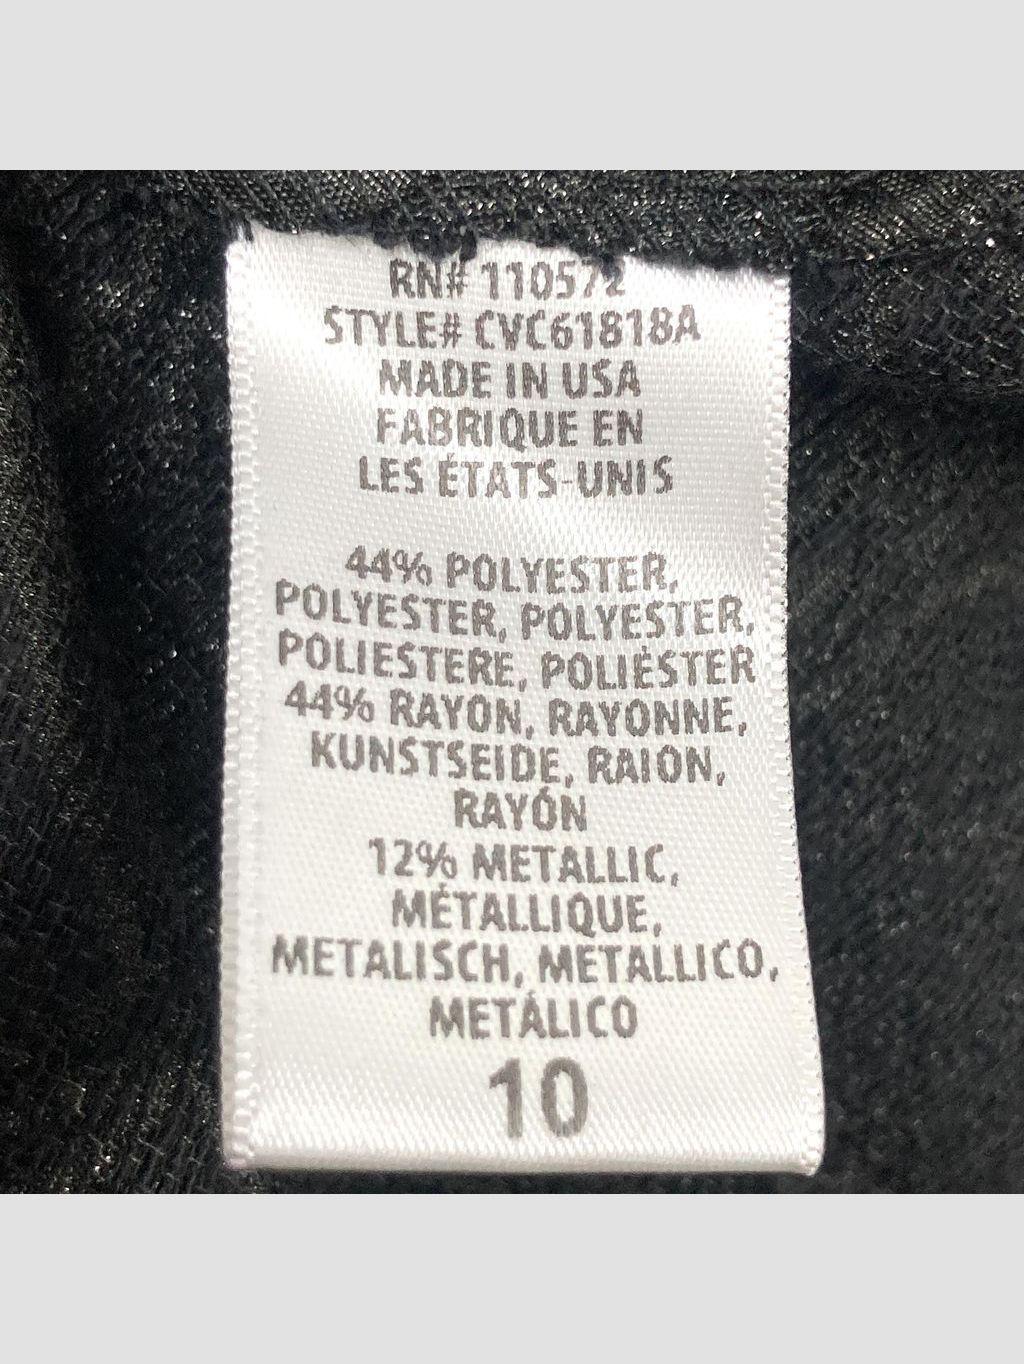 RN# 110572
STYLE# CVC61818A
MADE IN USA
FABRIQUE EN
LES ÉTATS-UNIS
44% POLYESTER,
POLYESTER, POLYESTER,
POLIESTERE, POLIÉSTER
44% RAYON, RAYONNE,
KUNSTSEIDE, RAION,
RAYÓN
12% METALLIC,
MÉTALLIQUE,
METALISCH, METALLICO,
METÁLICO
10